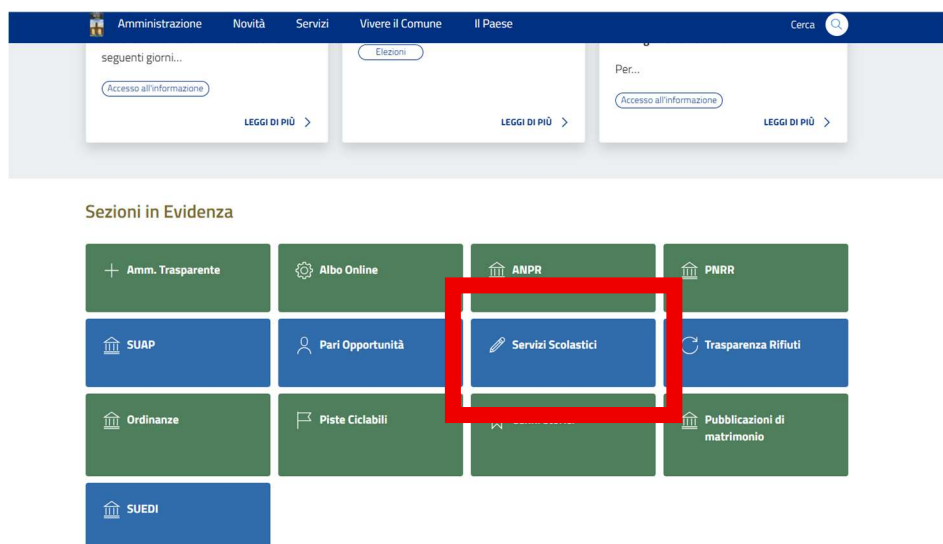 Amministrazione Novità Servizi Vivere il Comune Il Paese Cerca
seguenti giorni...
Accesso all'informazione
LEGGI DI PIÙ
Elezioni
LEGGI DI PIÙ
Per...
Accesso all'informazione
LEGGI DI PIÙ
Sezioni in Evidenza
Amm. Trasparente
Albo Online
ANPR
PNRR
SUAP
Pari Opportunità
Servizi Scolastici
Trasparenza Rifiuti
Ordinanze
Piste Ciclabili
Pubblicazioni di
matrimonio
SUEDI